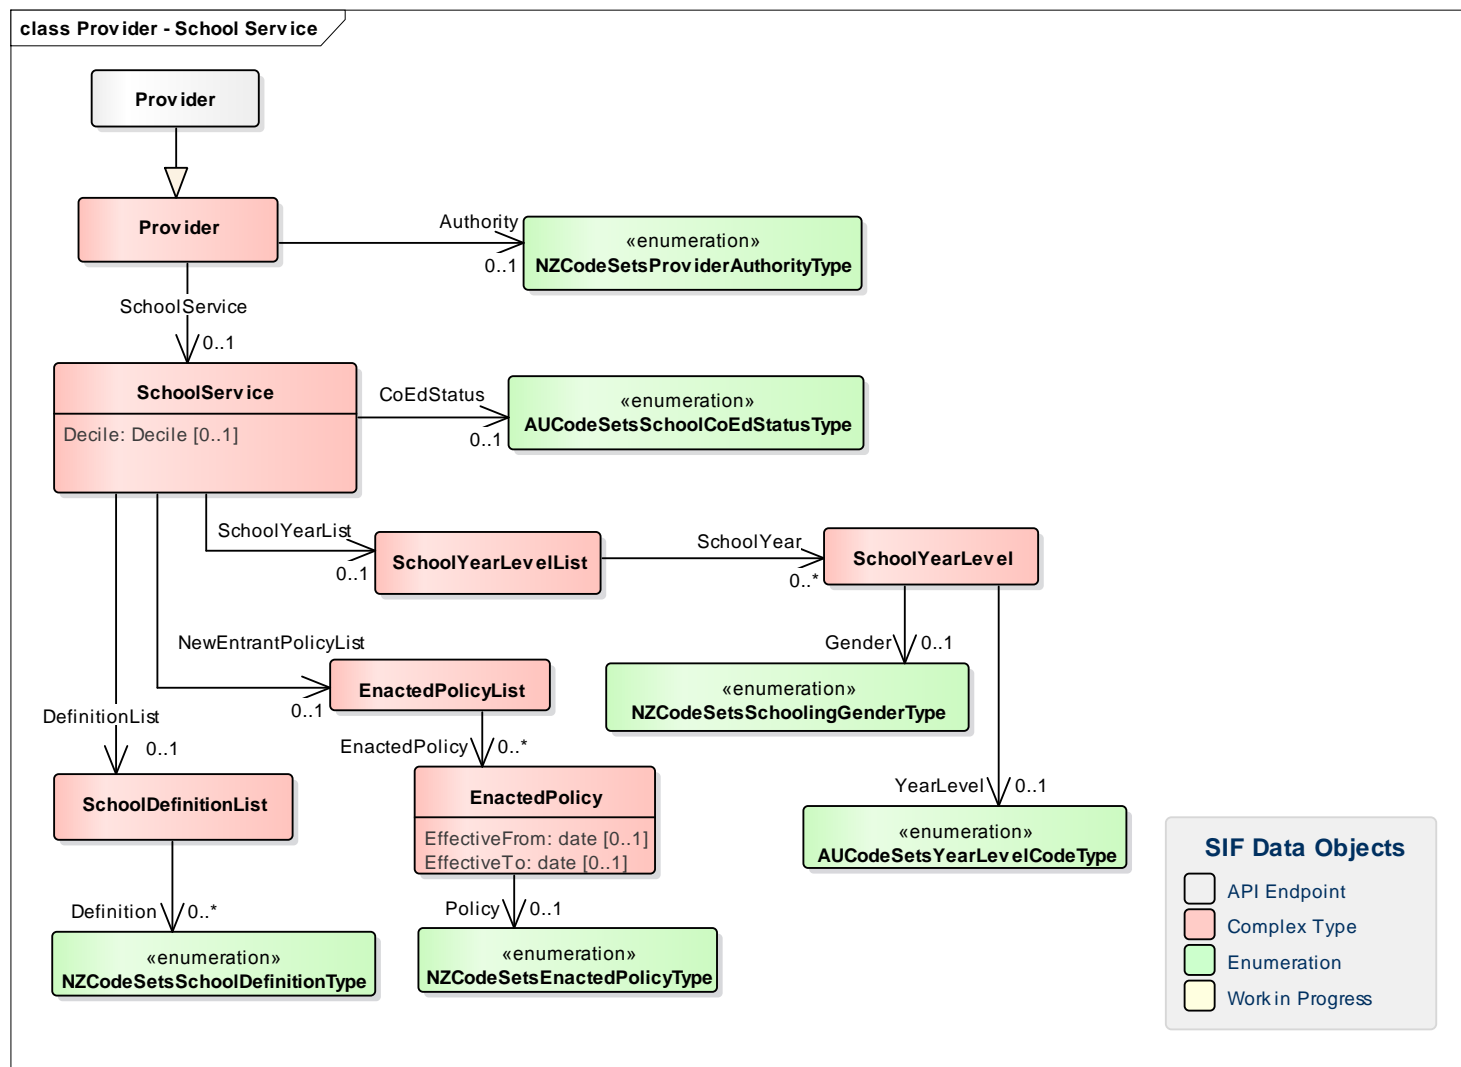 class Provider - School Service
Provider
Provider
Authority
0..1
«enumeration»
NZCodeSetsProviderAuthorityType
SchoolService
0..1
SchoolService
Decile: Decile [0..1]
CoEdStatus
0..1
«enumeration»
AUCodeSetsSchoolCoEdStatusType
SchoolYearList
0..1
SchoolYearLevelList
SchoolYear
0..*
SchoolYearLevel
Gender
0..1
«enumeration»
NZCodeSetsSchoolingGenderType
YearLevel
0..1
«enumeration»
AUCodeSetsYearLevelCodeType
NewEntrantPolicyList
0..1
EnactedPolicyList
EnactedPolicy
0..*
EnactedPolicy
EffectiveFrom: date [0..1]
EffectiveTo: date [0..1]
Policy
0..1
«enumeration»
NZCodeSetsEnactedPolicyType
DefinitionList
0..1
SchoolDefinitionList
Definition
0..*
«enumeration»
NZCodeSetsSchoolDefinitionType
SIF Data Objects
API Endpoint
Complex Type
Enumeration
Work in Progress